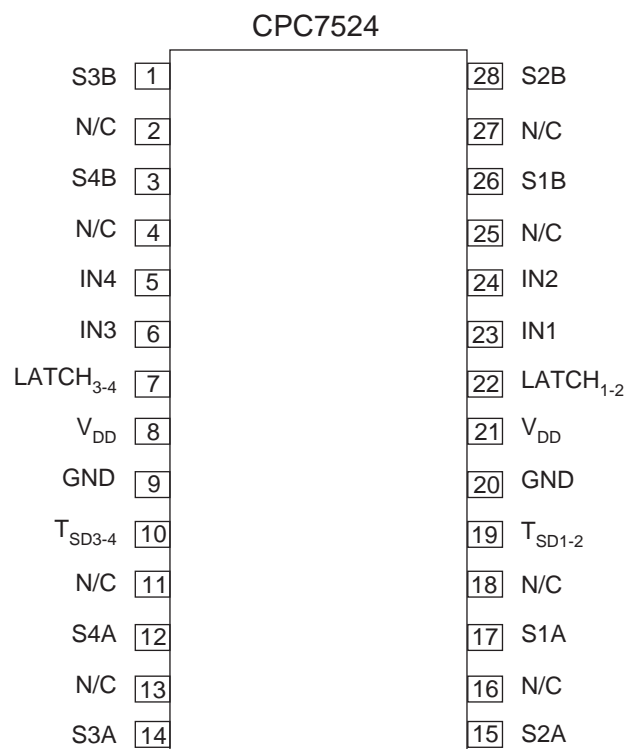 CPC7524
S3B 1 28 S2B
N/C 2 27 N/C
S4B 3 26 S1B
N/C 4 25 N/C
IN4 5 24 IN2
IN3 6 23 IN1
LATCH3-4 7 22 LATCH1-2
VDD 8 21 VDD
GND 9 20 GND
TSD3-4 10 19 TSD1-2
N/C 11 18 N/C
S4A 12 17 S1A
N/C 13 16 N/C
S3A 14 15 S2A